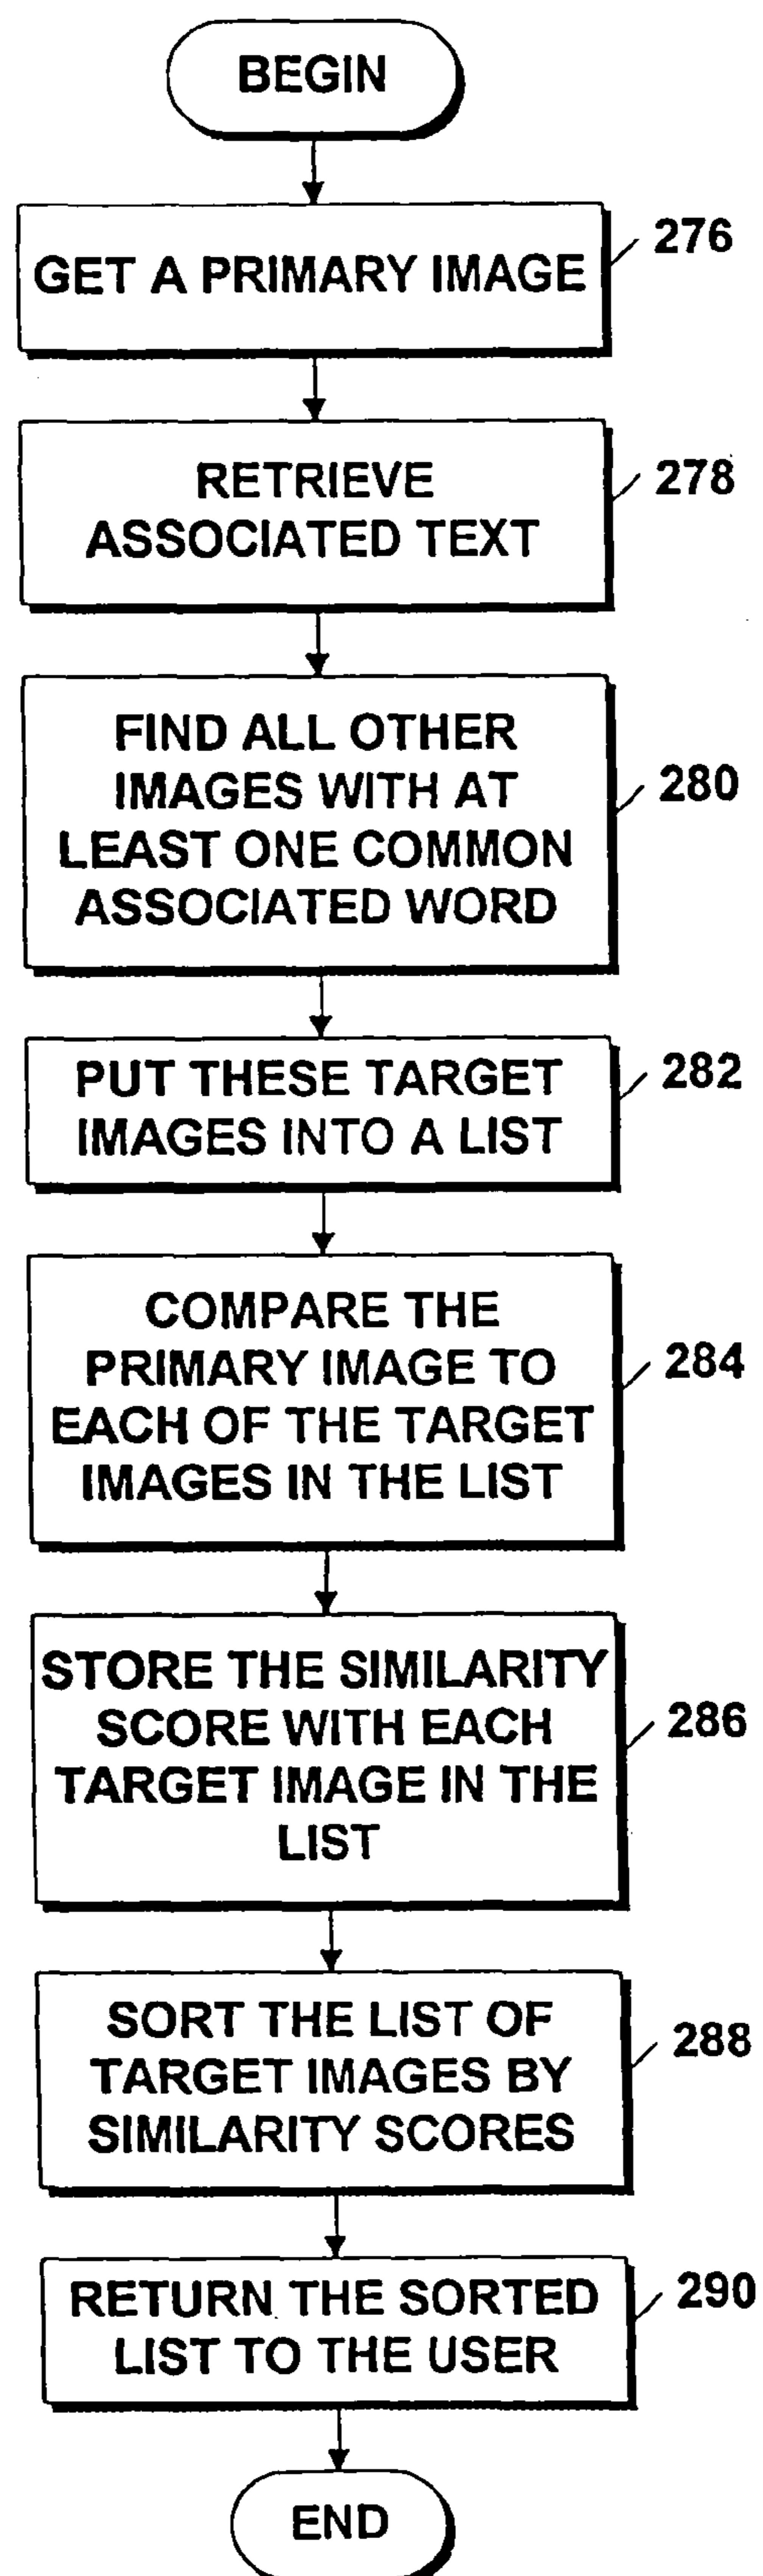 BEGIN
GET A PRIMARY IMAGE
276
RETRIEVE
ASSOCIATED TEXT
278
FIND ALL OTHER
IMAGES WITH AT
LEAST ONE COMMON
ASSOCIATED WORD
280
PUT THESE TARGET
IMAGES INTO A LIST
282
COMPARE THE
PRIMARY IMAGE TO
EACH OF THE TARGET
IMAGES IN THE LIST
284
STORE THE SIMILARITY
SCORE WITH EACH
TARGET IMAGE IN THE
LIST
286
SORT THE LIST OF
TARGET IMAGES BY
SIMILARITY SCORES
288
RETURN THE SORTED
LIST TO THE USER
290
END